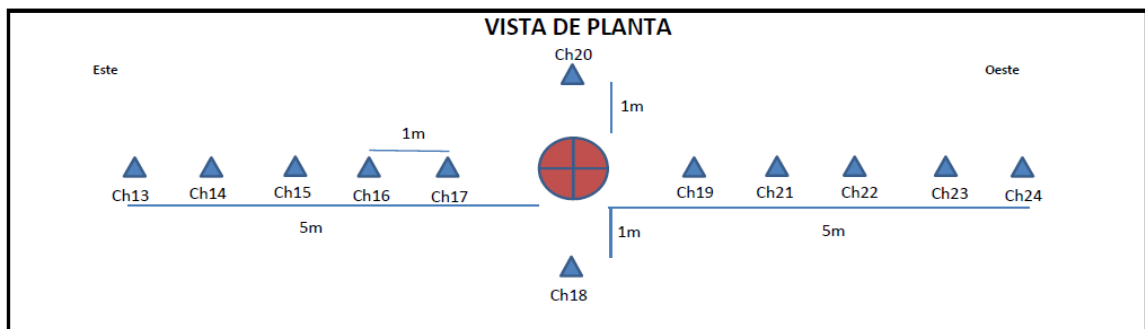 VISTA DE PLANTA
Ch20
Este
Oeste
1m
1m
Ch13 Ch14 Ch15 Ch16 Ch17 Ch19 Ch21 Ch22 Ch23 Ch24
5m 1m 5m
Ch18